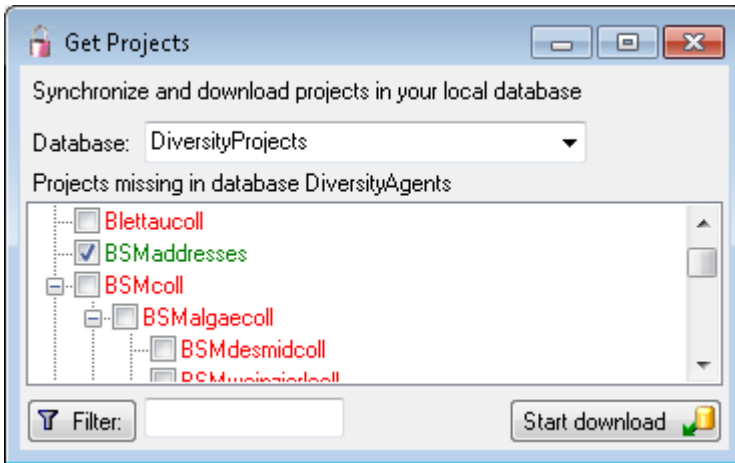 Get Projects
Synchronize and download projects in your local database
Database: DiversityProjects
Projects missing in database DiversityAgents
Blettaucoll
BSMaddresses
BSMcoll
BSMalgaecoll
BSMdesmidcoll
Filter:
Start download